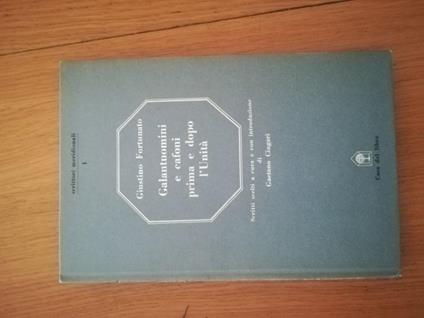 scrittori meridionali
1
Giustino Fortunato
Galantuomini
e cafoni
prima e dopo
l'Unità
Scritti scelti a cura e con introduzione
di
Gaetano Cingari
Casa del libro